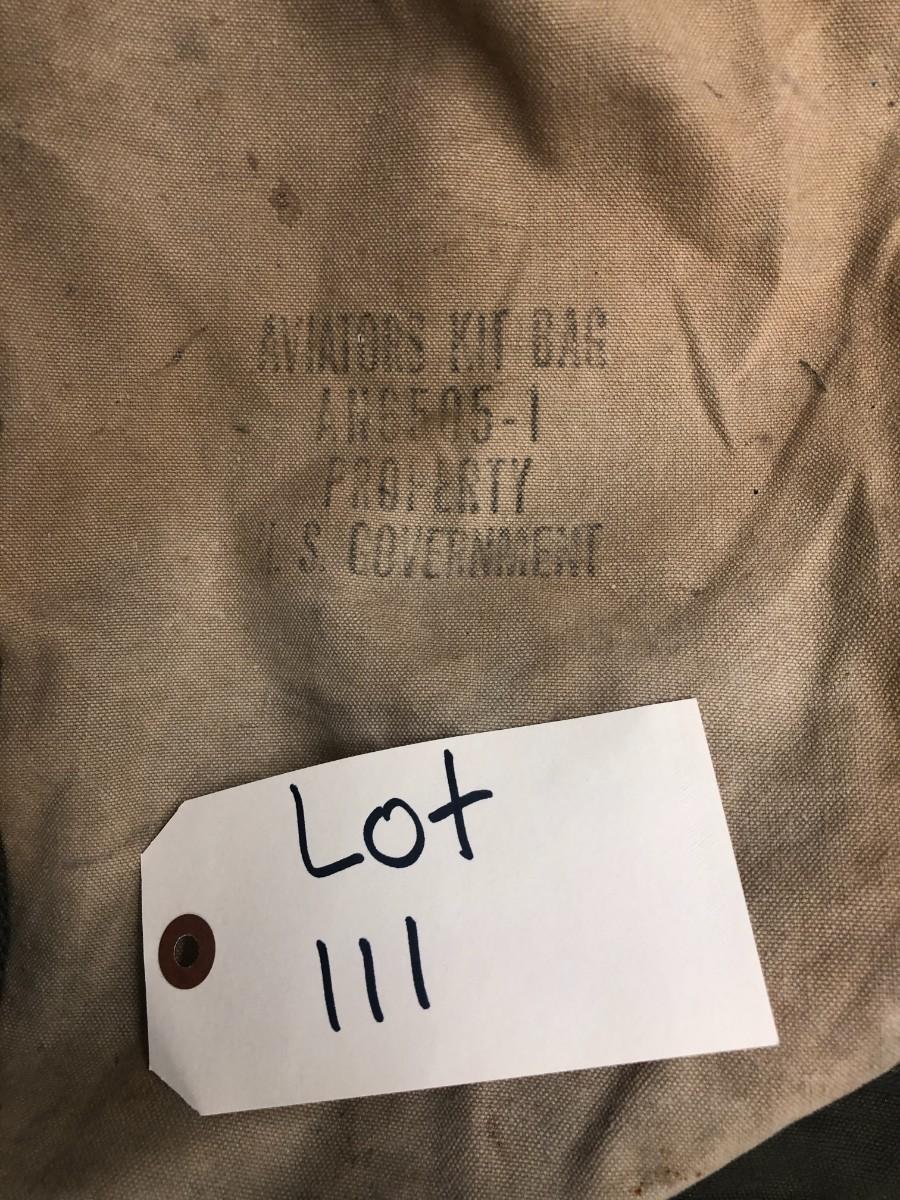 AVIATORS KIT BAG
AN6505-1
PROPERTY
U.S. GOVERNMENT
Lot
111